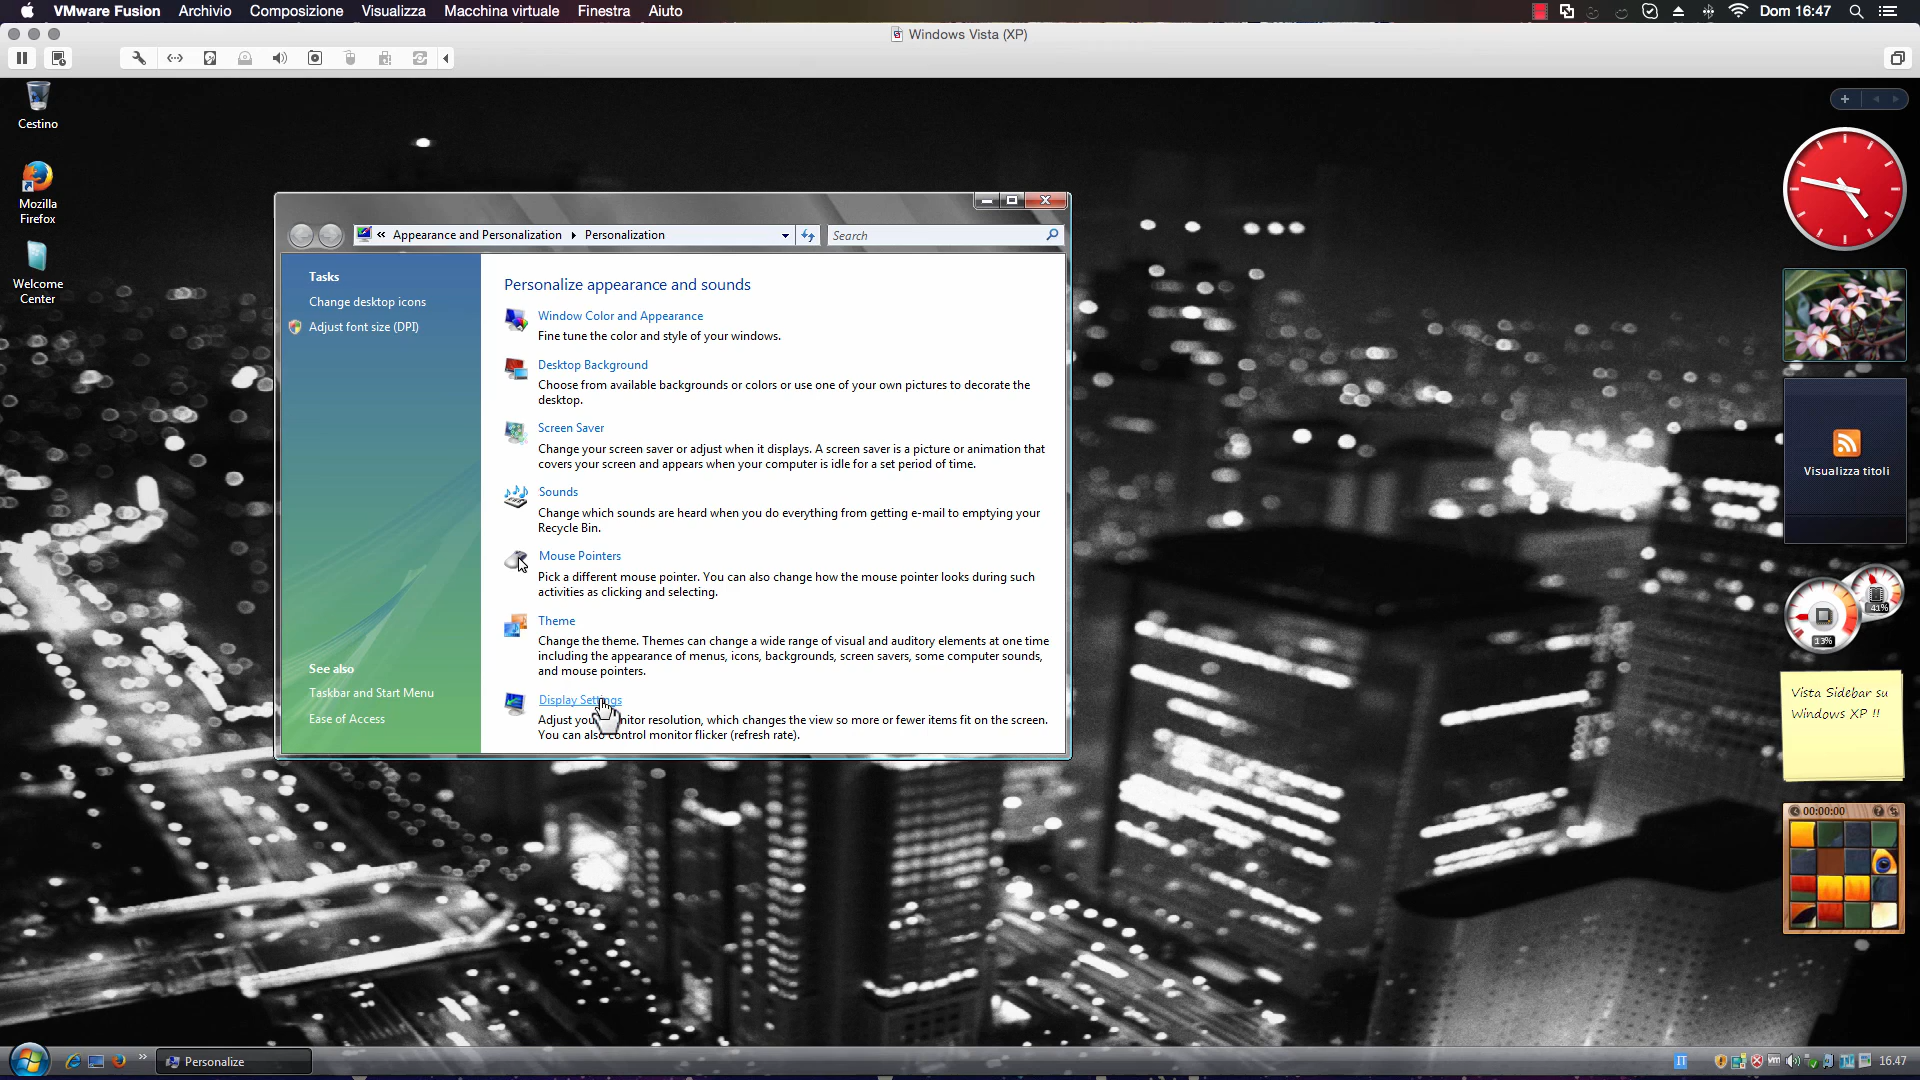 VMware Fusion Archivio Composizione Visualizza Macchina virtuale Finestra Aiuto Dom 16:47
Windows Vista (XP)
Cestino
Mozilla
Firefox
Welcome
Center
« Appearance and Personalization Personalization
Search
Tasks
Change desktop icons
Adjust font size (DPI)
See also
Taskbar and Start Menu
Ease of Access
Personalize appearance and sounds
Window Color and Appearance
Fine tune the color and style of your windows.
Desktop Background
Choose from available backgrounds or colors or use one of your own pictures to decorate the
desktop.
Screen Saver
Change your screen saver or adjust when it displays. A screen saver is a picture or animation that
covers your screen and appears when your computer is idle for a set period of time.
Sounds
Change which sounds are heard when you do everything from getting e-mail to emptying your
Recycle Bin.
Mouse Pointers
Pick a different mouse pointer. You can also change how the mouse pointer looks during such
activities as clicking and selecting.
Theme
Change the theme. Themes can change a wide range of visual and auditory elements at one time
including the appearance of menus, icons, backgrounds, screen savers, some computer sounds,
and mouse pointers.
Display Settings
Adjust your monitor resolution, which changes the view so more or fewer items fit on the screen.
You can also control monitor flicker (refresh rate).
Visualizza titoli
41%
13%
Vista Sidebar su
Windows XP !!
00:00:00
Personalize
IT
16.47